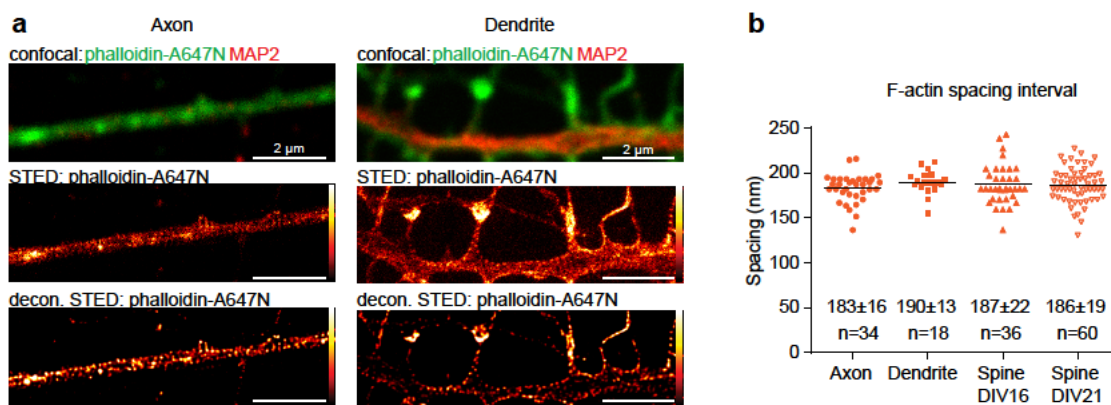 a
Axon
Dendrite
confocal:phalloidin-A647N MAP2
confocal: phalloidin-A647N MAP2
2 µm
2 µm
STED: phalloidin-A647N
STED: phalloidin-A647N
decon. STED: phalloidin-A647N
decon. STED: phalloidin-A647N
b
F-actin spacing interval
Spacing (nm)
250
200
150
100
50
0
183±16
190±13
187±22
186±19
n=34
n=18
n=36
n=60
Axon
Dendrite
Spine
DIV16
Spine
DIV21